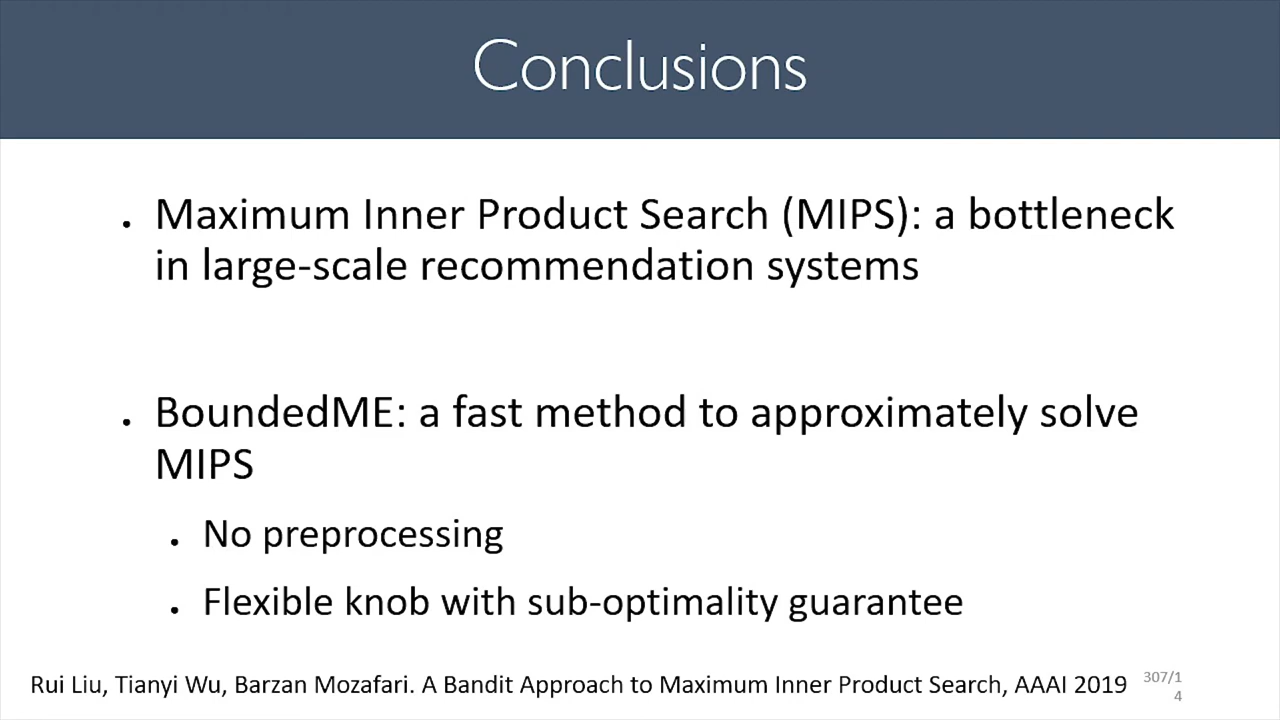 Conclusions
• Maximum Inner Product Search (MIPS): a bottleneck
in large-scale recommendation systems
• BoundedME: a fast method to approximately solve
MIPS
• No preprocessing
• Flexible knob with sub-optimality guarantee
Rui Liu, Tianyi Wu, Barzan Mozafari. A Bandit Approach to Maximum Inner Product Search, AAAI 2019
307/1
4